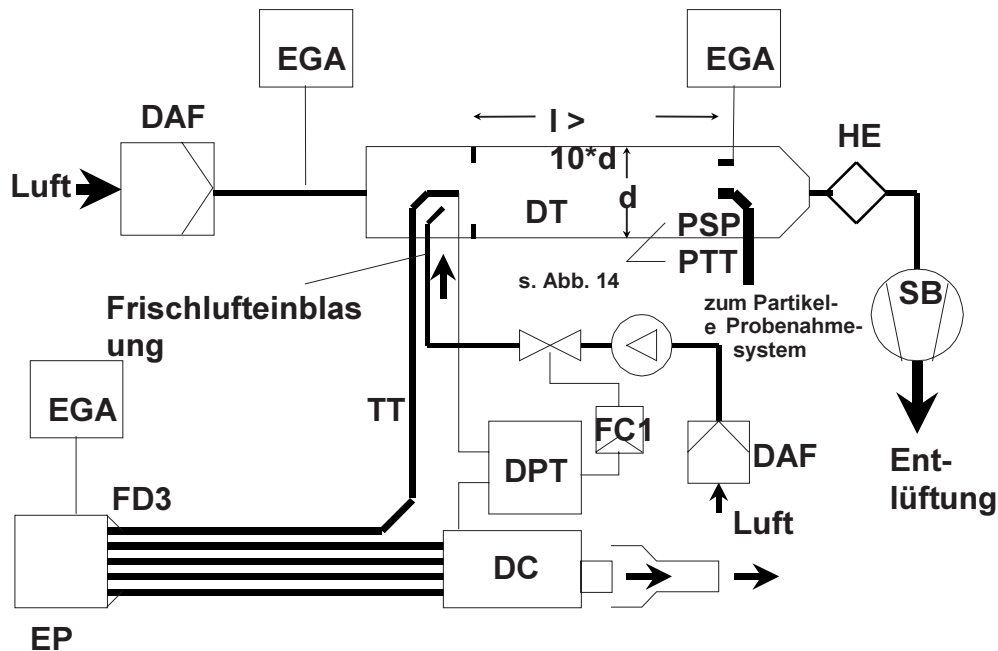 EGA
EGA
DAF
l >
10*d
HE
Luft
d
DT
PSP
PTT
s. Abb. 14
SB
Frischlufteinblas
ung
zum Partikel-
e Probenahme-
system
EGA
TT
FC1
DAF
Ent-
lüftung
DPT
FD3
Luft
DC
EP